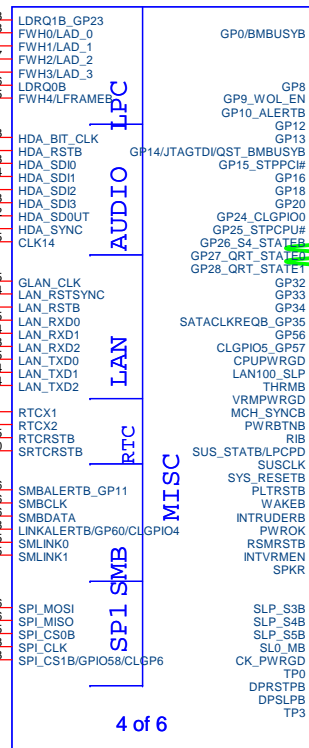 LDRQ1B_GP23
FWH0/LAD_0
FWH1/LAD_1
FWH2/LAD_2
FWH3/LAD_3
LDRQ0B
FWH4/LFRAMEB
LPC
HDA_BIT_CLK
HDA_RSTB
HDA_SDI0
HDA_SDI1
HDA_SDI2
HDA_SDI3
HDA_SD0UT
HDA_SYNC
CLK14
AUDIO
GLAN_CLK
LAN_RSTSYNC
LAN_RSTB
LAN_RXD0
LAN_RXD1
LAN_RXD2
LAN_TXD0
LAN_TXD1
LAN_TXD2
LAN
RTCX1
RTCX2
RTCRSTB
SRTCRSTB
RTC
SMBALERTB_GP11
SMBCLK
SMBDATA
LINKALERTB/GP60/CLGPIO4
SMLINK0
SMLINK1
SMB
SPI_MOSI
SPI_MISO
SPI_CS0B
SPI_CLK
SPI_CS1B/GPIO58/CLGP6
SP1
MISC
GP0/BMBUSYB
GP8
GP9_WOL_EN
GP10_ALERTB
GP12
GP13
GP14/JTAGTDI/QST_BMBUSYB
GP15_STPPCI#
GP16
GP18
GP20
GP24_CLGPIO0
GP25_STPCPU#
GP26_S4_STATEB
GP27_QRT_STATE0
GP28_QRT_STATE1
GP32
GP33
GP34
SATACLKREQB_GP35
GP56
CLGPIO5_GP57
CPUPWRGD
LAN100_SLP
THRMB
VRMPWRGD
MCH_SYNCB
PWRBTNB
RIB
SUS_STATB/LPCPD
SUSCLK
SYS_RESETB
PLTRSTB
WAKEB
INTRUDERB
PWROK
RSMRSTB
INTVRMEN
SPKR
SLP_S3B
SLP_S4B
SLP_S5B
SL0_MB
CK_PWRGD
TP0
DPRSTPB
DPSLPB
TP3
4 of 6